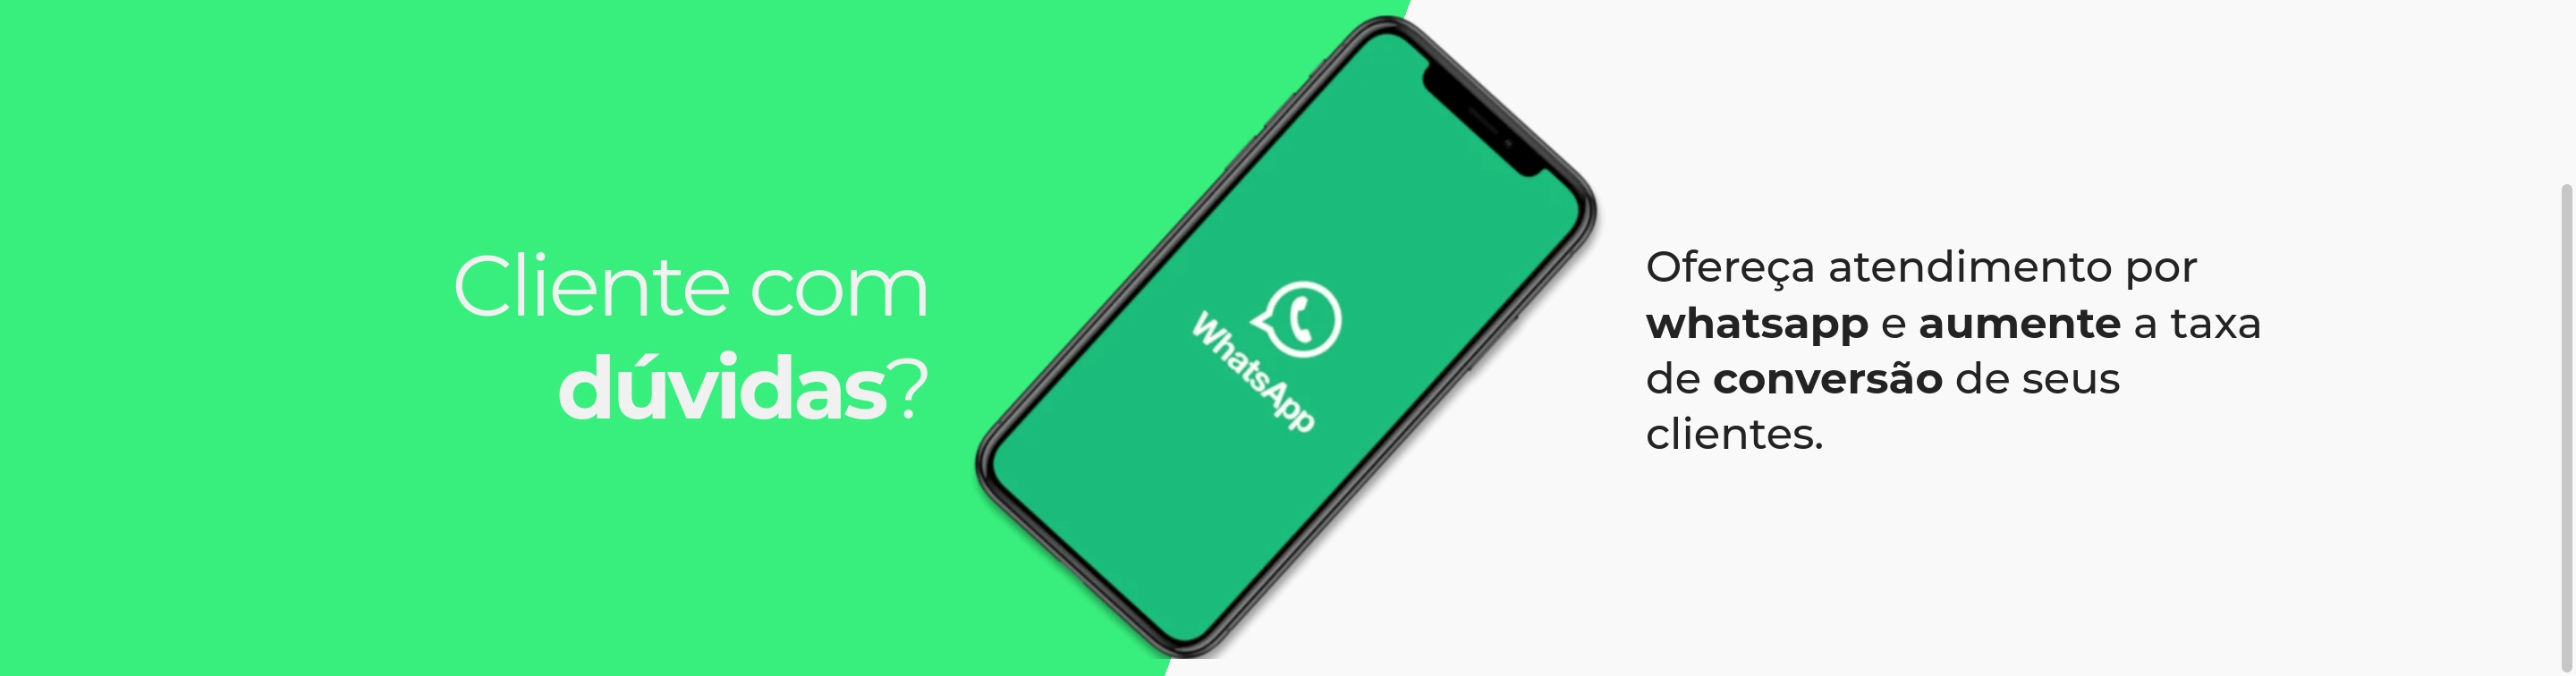 Cliente com
dúvidas?
WhatsApp
Ofereça atendimento por
whatsapp e aumente a taxa
de conversão de seus
clientes.